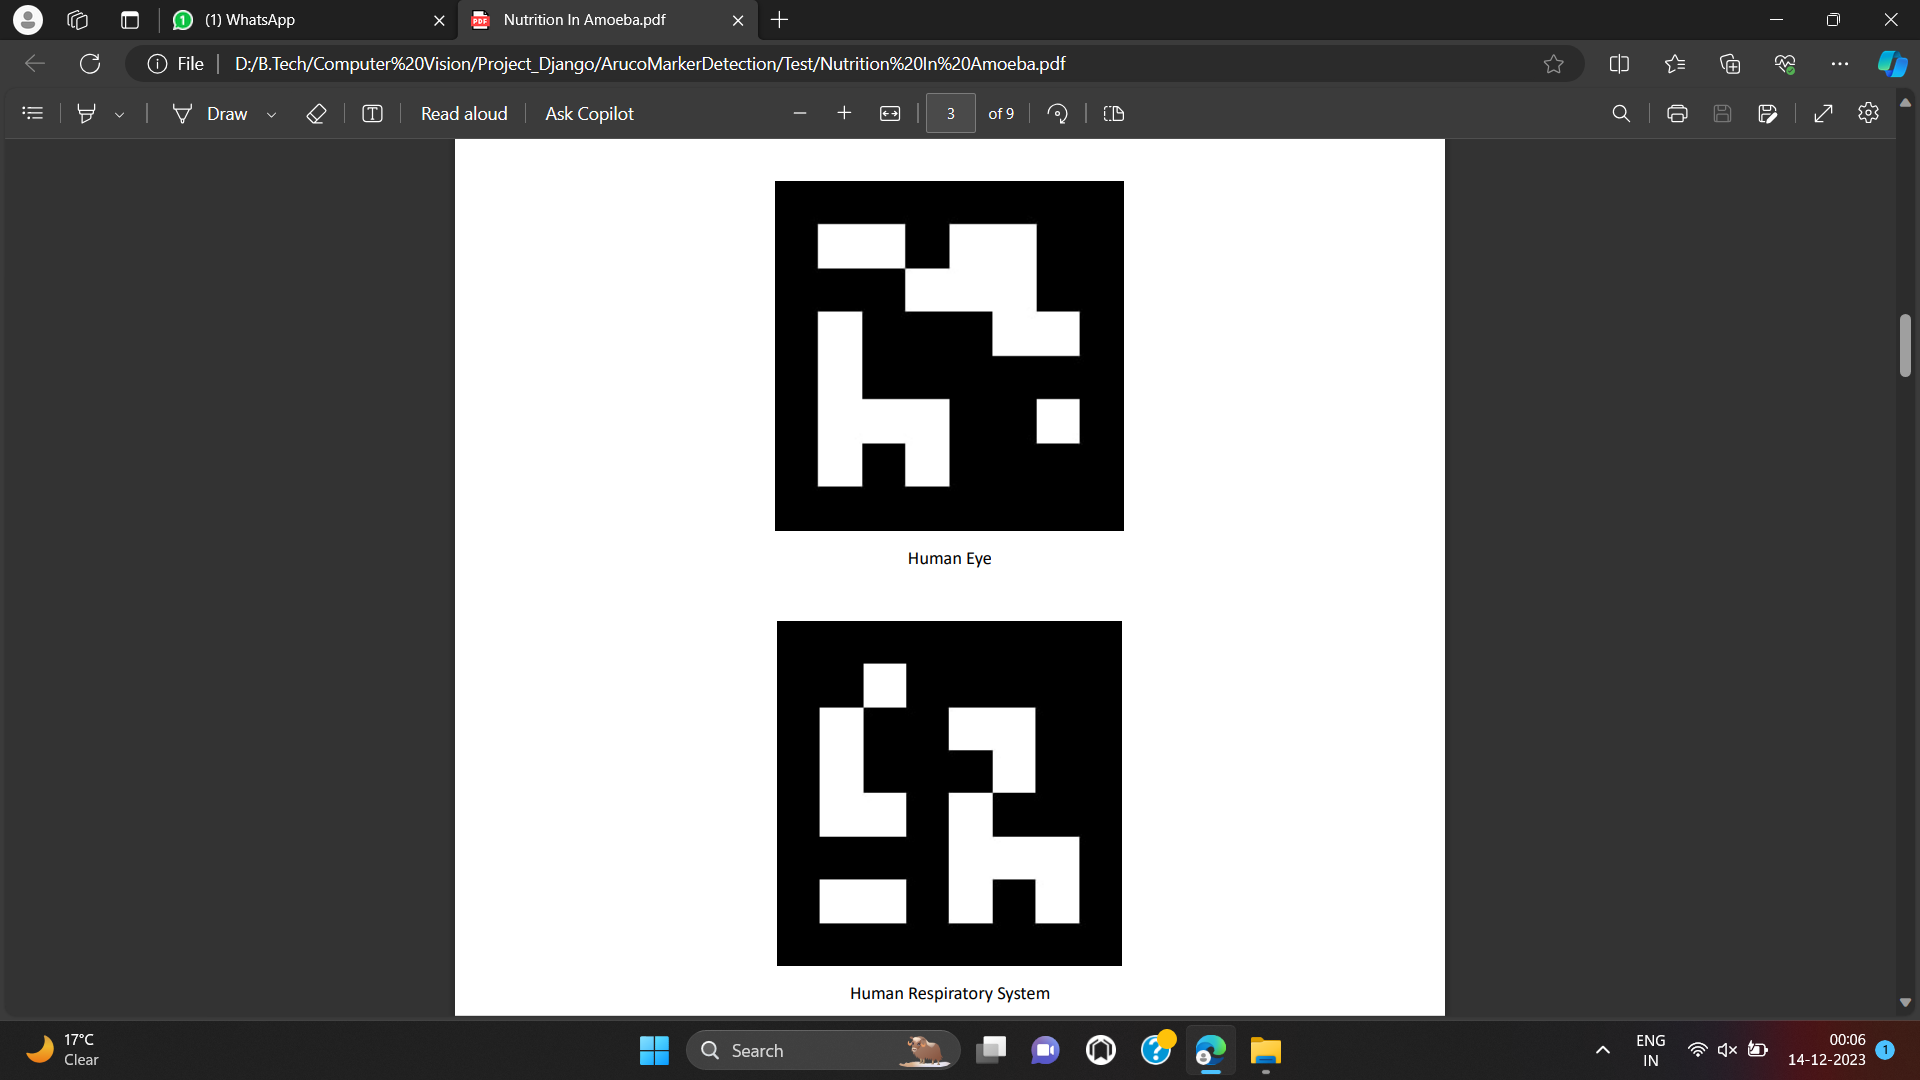 (1) WhatsApp
Nutrition In Amoeba.pdf
File
D:/B.Tech/Computer%20Vision/Project_Django/ArucoMarkerDetection/Test/Nutrition%20In%20Amoeba.pdf
Draw
Read aloud
Ask Copilot
3 of 9
Human Eye
Human Respiratory System
17°C
Clear
Search
ENG
IN
00:06
14-12-2023
1